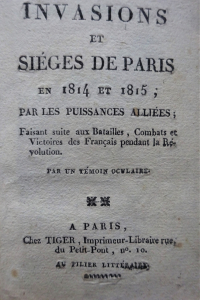 INVASIONS
ET
SIÉGES DE PARIS
EN 1814 ET 1815 ;
PAR LES PUISSANCES ALLIÉES ;
Faisant suite aux Batailles, Combats et
Victoires des Français pendant la Ré-
volution.
PAR UN TÉMOIN OCULAIRE
A PARIS,
Chez TIGER, Imprimeur-Libraire rue,
du Petit-Pont, no. 10.
AU PILIER LITTÉRAIRE.